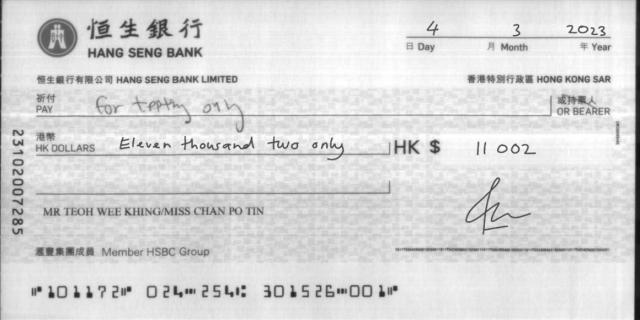 恒生銀行
HANG SENG BANK
4 3 2023
日 Day 月 Month 年 Year
恒生銀行有限公司 HANG SENG BANK LIMITED 香港特別行政區 HONG KONG SAR
祈付 或持票人
PAY for only OR BEARER
港幣
HK DOLLARS Eleven thousand two only HK $ 11 002
MR TEOH WEE KHING/MISS CHAN PO TIN
滙豐集團成員 Member HSBC Group
⑈101172⑈ 024⑉254⑆ 301526⑉001⑈
23102007285